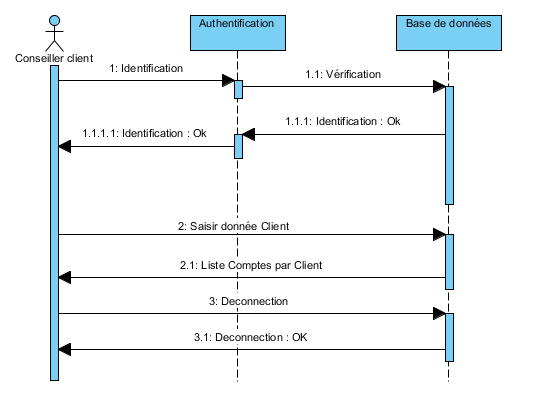 Authentification
Base de données
Conseiller client
1: Identification
1.1: Vérification
1.1.1: Identification : Ok
1.1.1.1: Identification : Ok
2: Saisir donnée Client
2.1: Liste Comptes par Client
3: Deconnection
3.1: Deconnection : OK